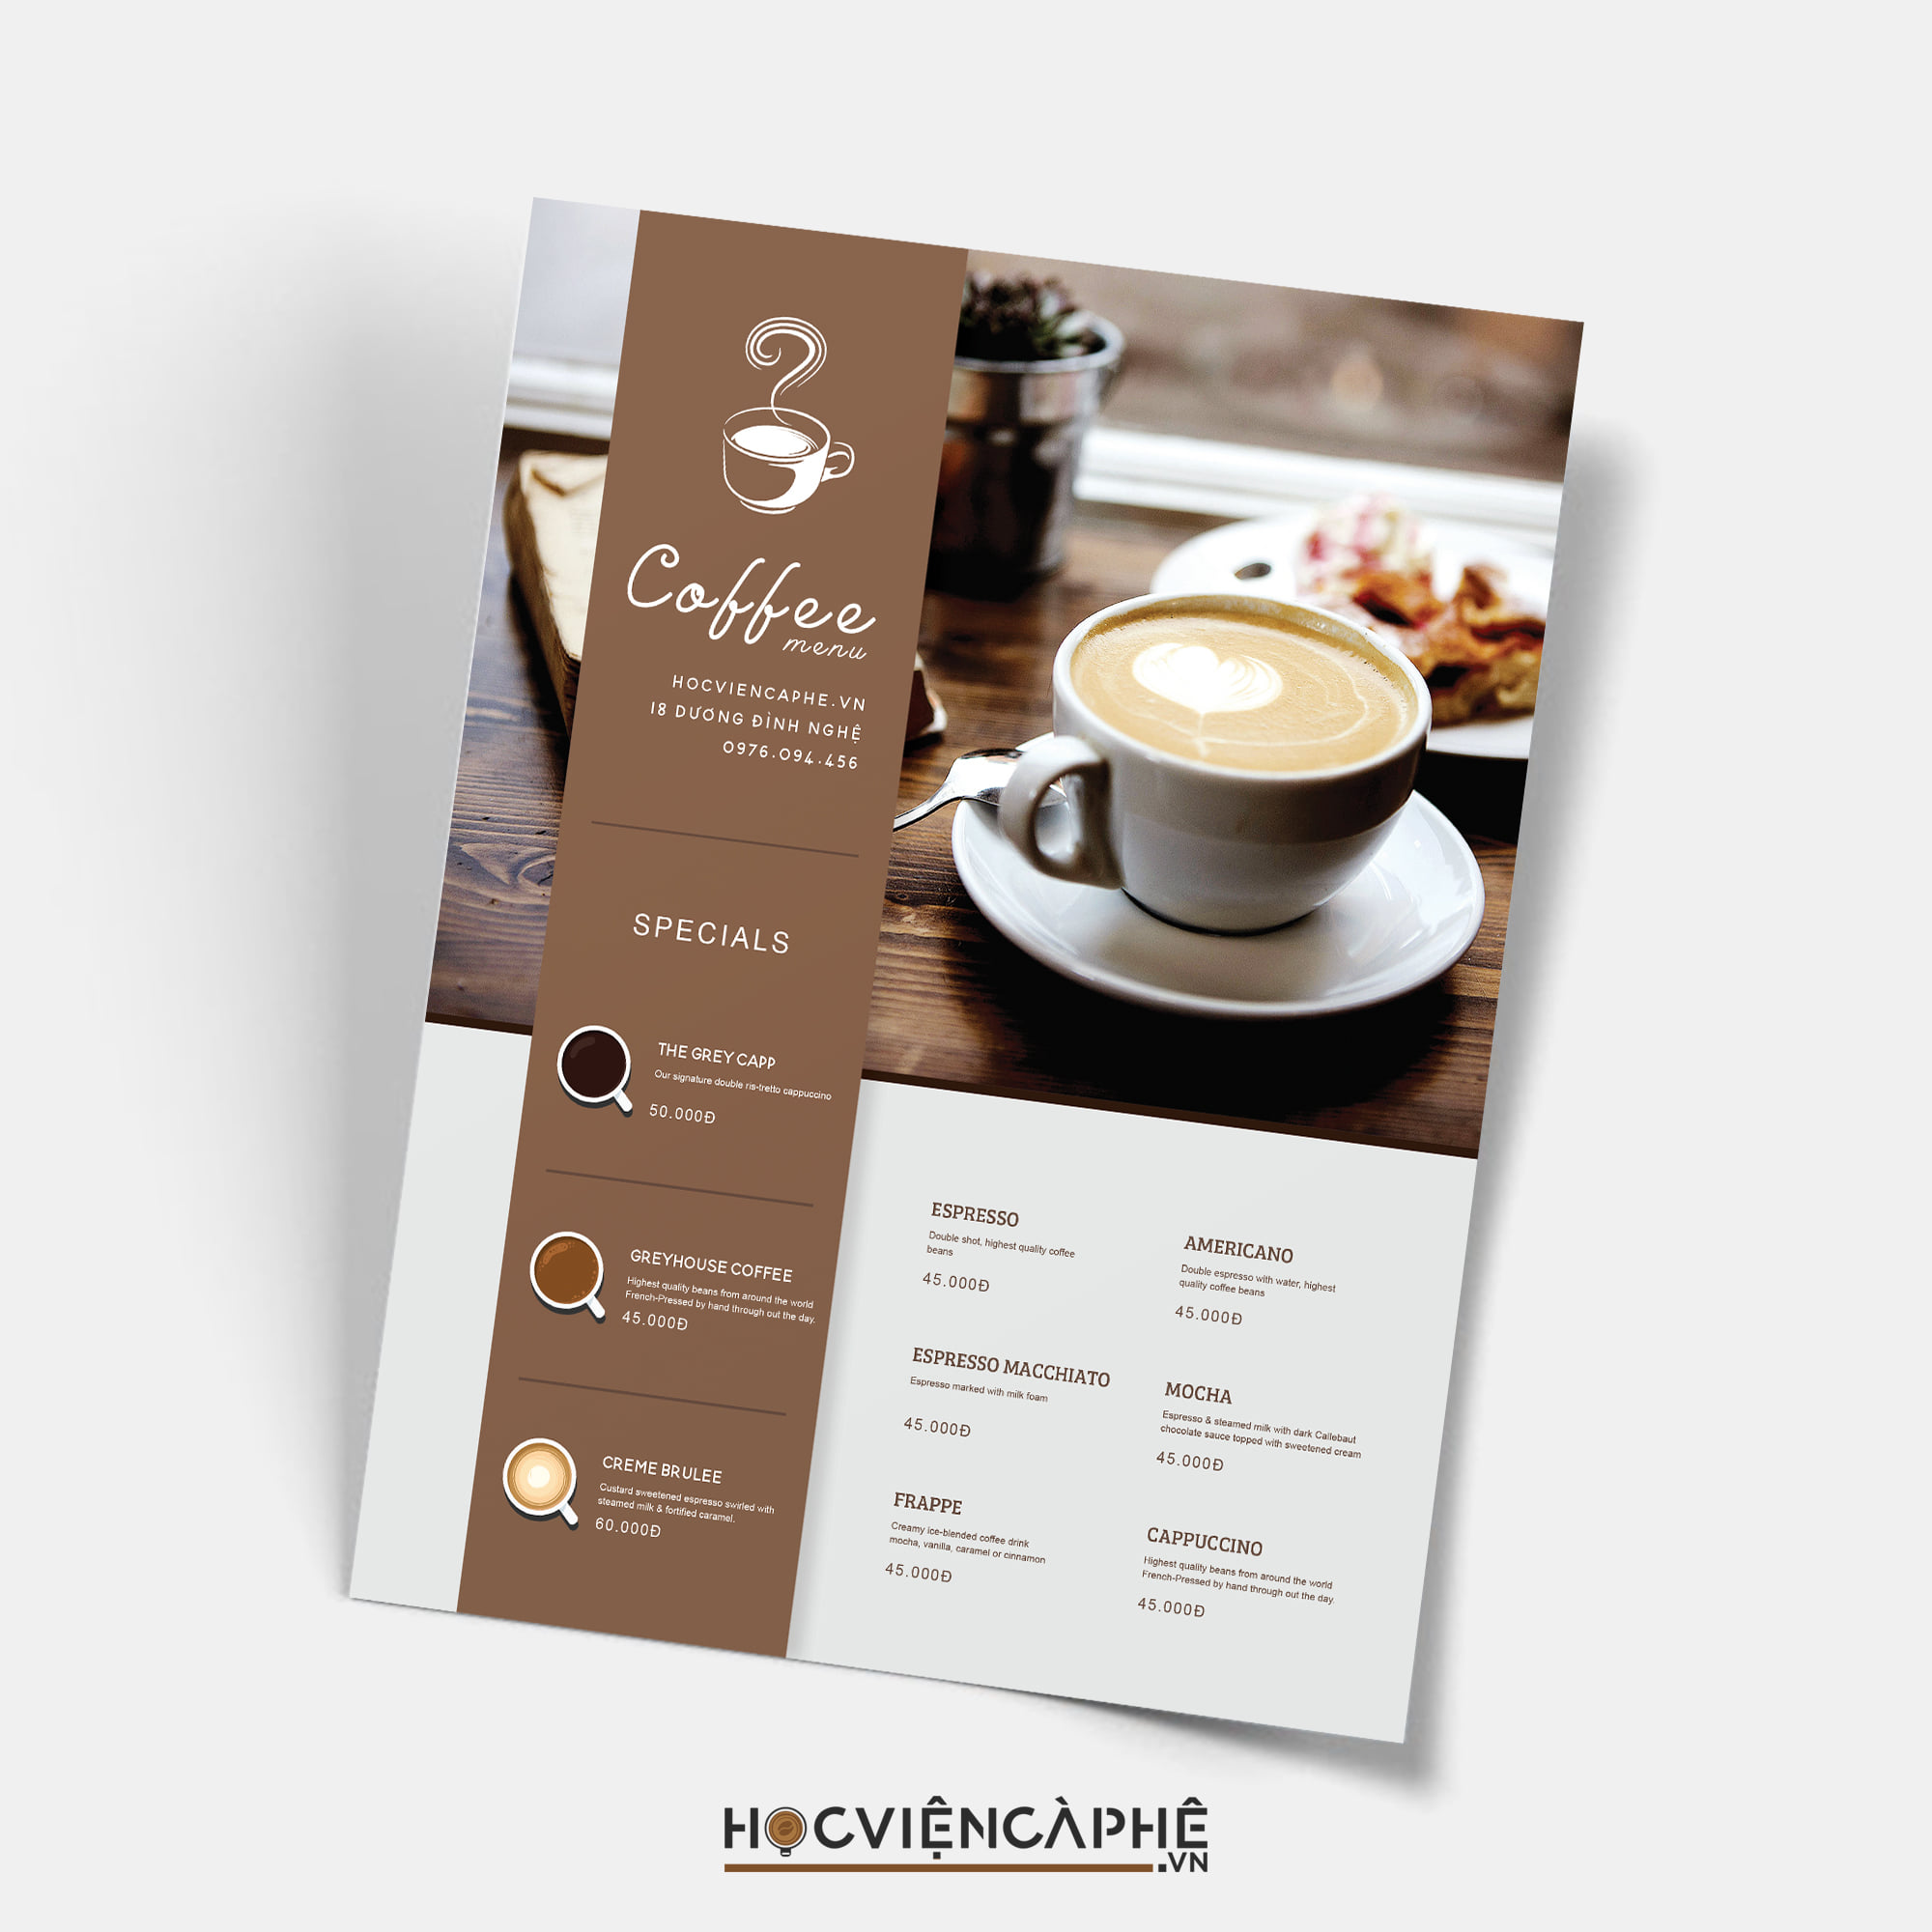 Coffee
menu
HOCVIENCAPHE.VN
18 DƯƠNG ĐÌNH NGHỆ
0976.094.456
SPECIALS
THE GREY CAPP
Our signature double ris-tretto cappuccino
50.000Đ
GREYHOUSE COFFEE
Highest quality beans from around the world
French-Pressed by hand through out the day.
45.000Đ
CREME BRULEE
Custard sweetened espresso swirled with
steamed milk & fortified caramel.
60.000Đ
ESPRESSO
Double shot, highest quality coffee
beans
45.000Đ
AMERICANO
Double espresso with water, highest
quality coffee beans
45.000Đ
ESPRESSO MACCHIATO
Espresso marked with milk foam
45.000Đ
MOCHA
Espresso & steamed milk with dark Callebaut
chocolate sauce topped with sweetened cream
45.000Đ
FRAPPE
Creamy ice-blended coffee drink
mocha, vanilla, caramel or cinnamon
45.000Đ
CAPPUCCINO
Highest quality beans from around the world
French-Pressed by hand through out the day.
45.000Đ
HỌCVIỆNCÀPHÊ
.VN